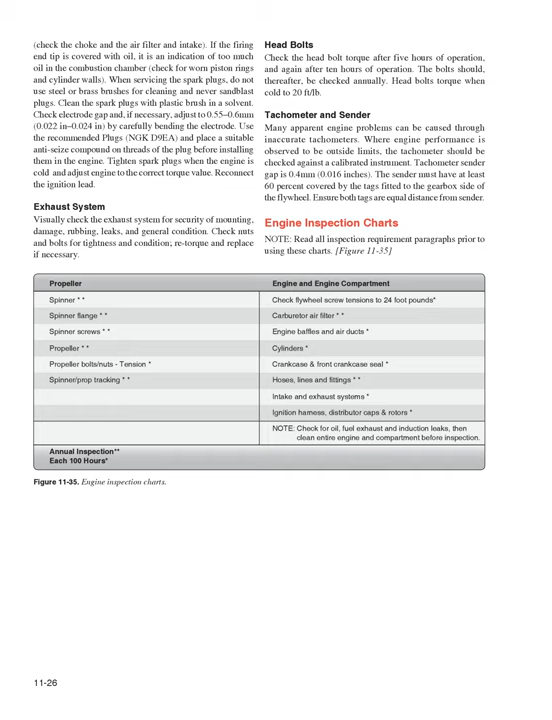 (check the choke and the air filter and intake). If the firing
end tip is covered with oil, it is an indication of too much
oil in the combustion chamber (check for worn piston rings
and cylinder walls). When servicing the spark plugs, do not
use steel or brass brushes for cleaning and never sandblast
plugs. Clean the spark plugs with plastic brush in a solvent.
Check electrode gap and, if necessary, adjust to 0.55–0.6mm
(0.022 in–0.024 in) by carefully bending the electrode. Use
the recommended Plugs (NGK D9EA) and place a suitable
anti-seize compound on threads of the plug before installing
them in the engine. Tighten spark plugs when the engine is
cold and adjust engine to the correct torque value. Reconnect
the ignition lead.
Exhaust System
Visually check the exhaust system for security of mounting,
damage, rubbing, leaks, and general condition. Check nuts
and bolts for tightness and condition; re-torque and replace
if necessary.
Head Bolts
Check the head bolt torque after five hours of operation,
and again after ten hours of operation. The bolts should,
thereafter, be checked annually. Head bolts torque when
cold to 20 ft/lb.
Tachometer and Sender
Many apparent engine problems can be caused through
inaccurate tachometers. Where engine performance is
observed to be outside limits, the tachometer should be
checked against a calibrated instrument. Tachometer sender
gap is 0.4mm (0.016 inches). The sender must have at least
60 percent covered by the tags fitted to the gearbox side of
the flywheel. Ensure both tags are equal distance from sender.
Engine Inspection Charts
NOTE: Read all inspection requirement paragraphs prior to
using these charts. [Figure 11-35]
Propeller Engine and Engine Compartment
Spinner * * Check flywheel screw tensions to 24 foot pounds*
Spinner flange * * Carburetor air filter * *
Spinner screws * * Engine baffles and air ducts *
Propeller * * Cylinders *
Propeller bolts/nuts - Tension * Crankcase & front crankcase seal *
Spinner/prop tracking * * Hoses, lines and fittings * *
Intake and exhaust systems *
Ignition harness, distributor caps & rotors *
NOTE: Check for oil, fuel exhaust and induction leaks, then
clean entire engine and compartment before inspection.
Annual Inspection**
Each 100 Hours*
Figure 11-35. Engine inspection charts.
11-26